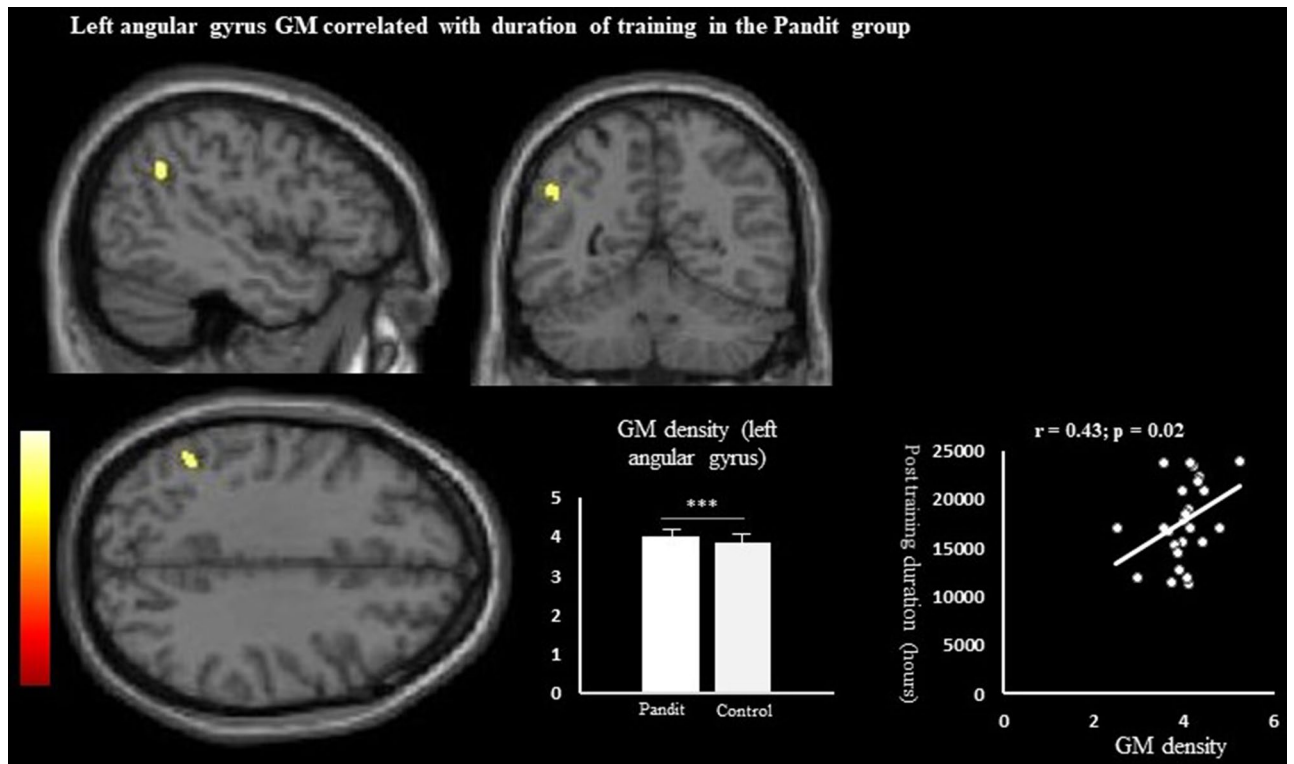 Left angular gyrus GM correlated with duration of training in the Pandit group
GM density (left
angular gyrus)
***
5
4
3
2
1
0
Pandit
Control
r = 0.43; p = 0.02
Post training duration (hours)
25000
20000
15000
10000
5000
0
0
2
4
6
GM density